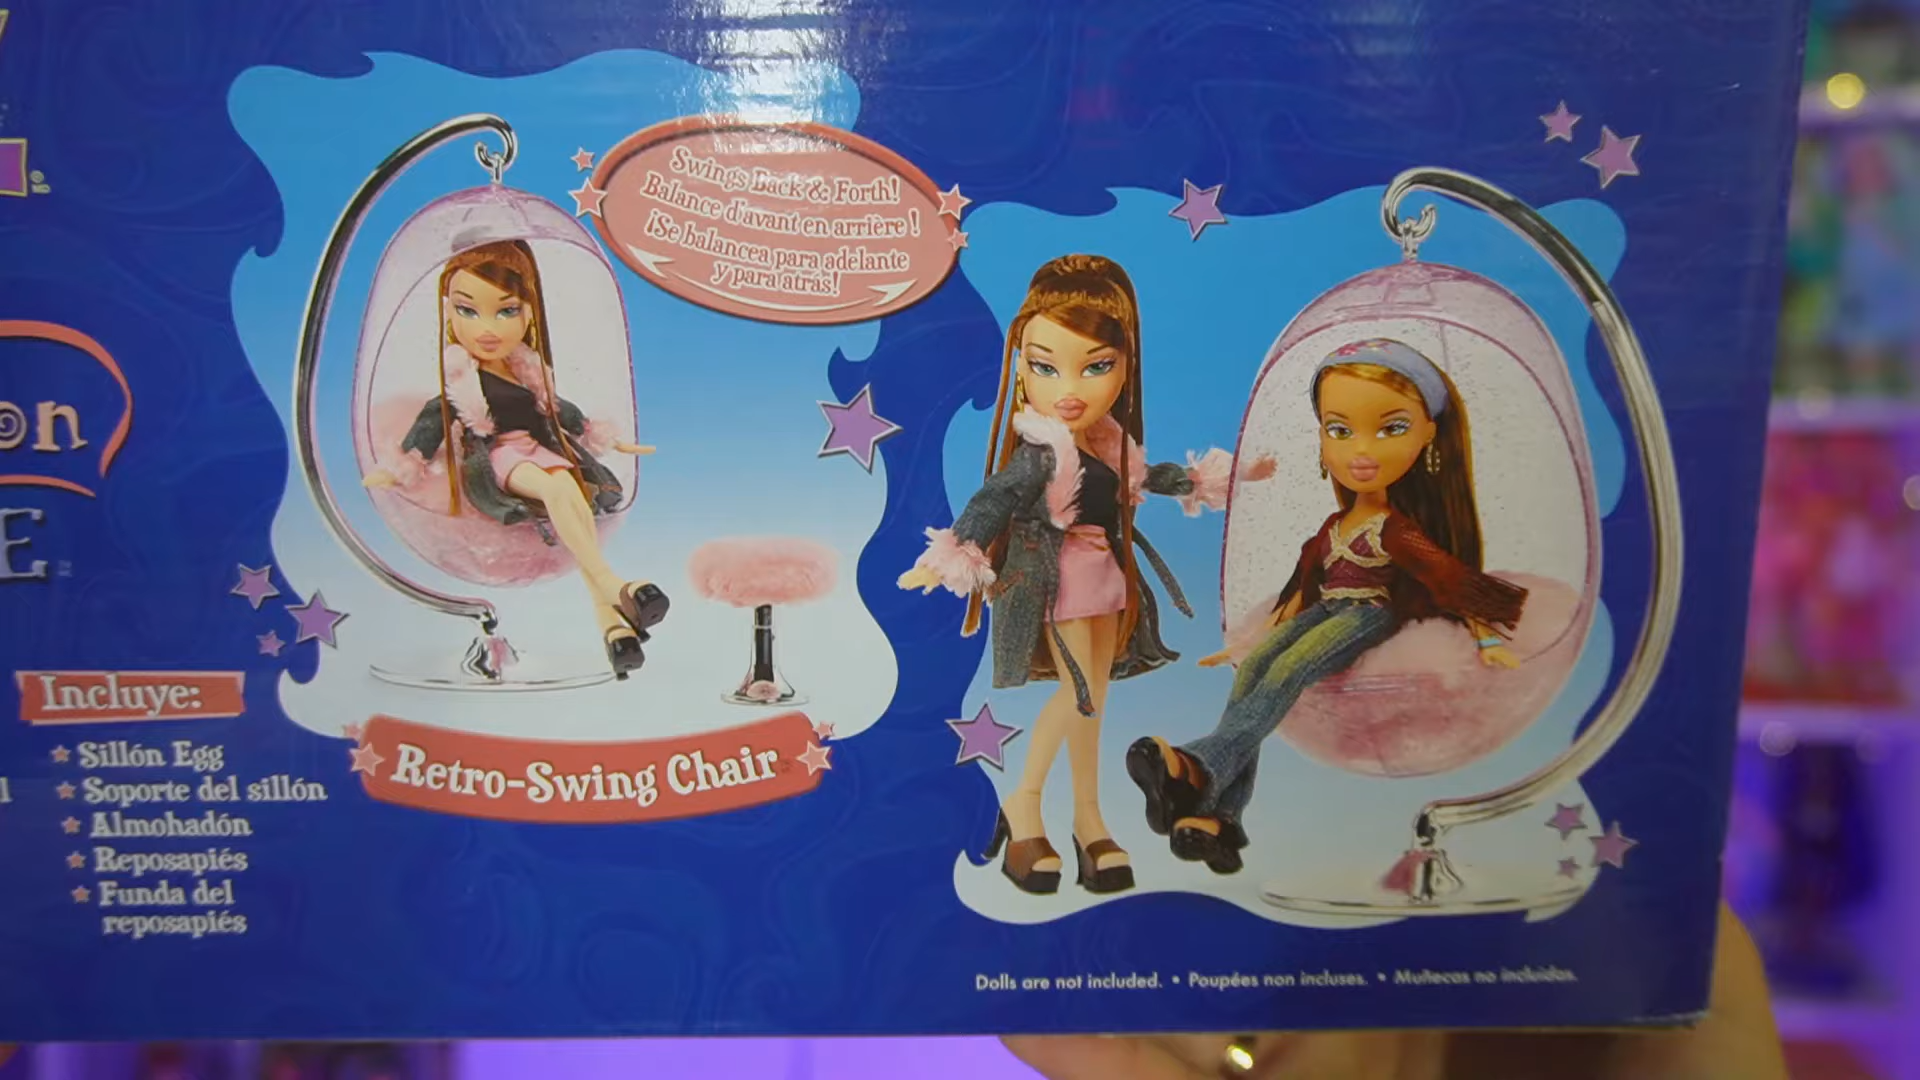 Swings Back & Forth!
Balance d'avant en arrière !
¡Se balancea para adelante
y para atrás!
on
E
Incluye:
Sillón Egg
Soporte del sillón
Almohadón
Reposapiés
Funda del
reposapiés
Retro-Swing Chair
Dolls are not included. • Poupées non incluses. • Muñecas no incluidas.